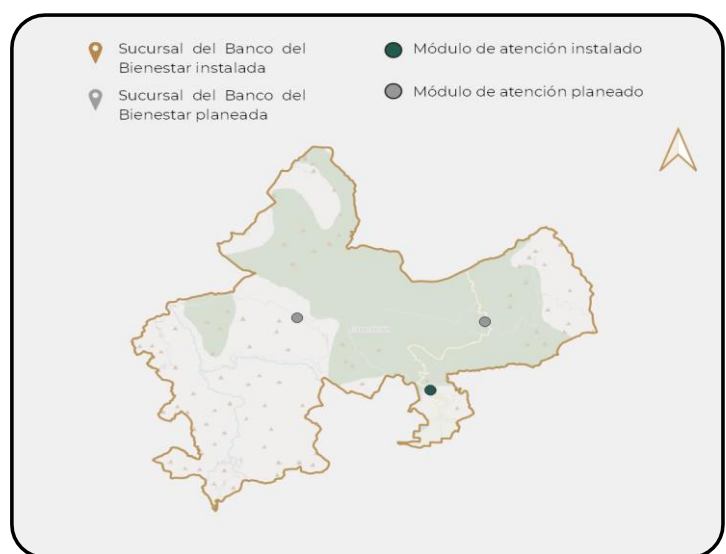 Sucursal del Banco del
Bienestar instalada
Sucursal del Banco del
Bienestar planeada
Módulo de atención instalado
Módulo de atención planeado